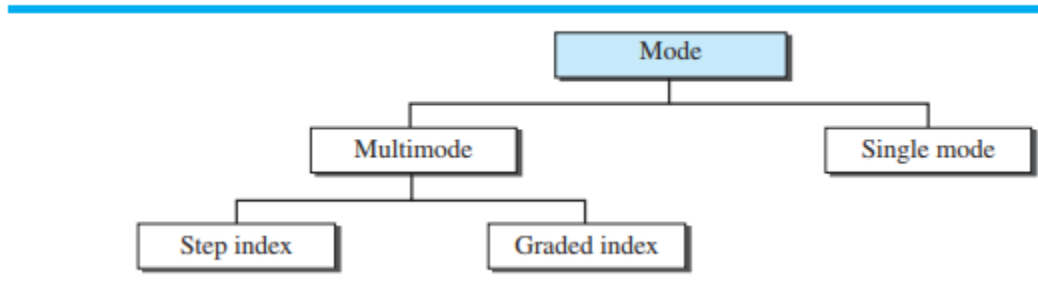 Mode
Multimode
Single mode
Step index
Graded index